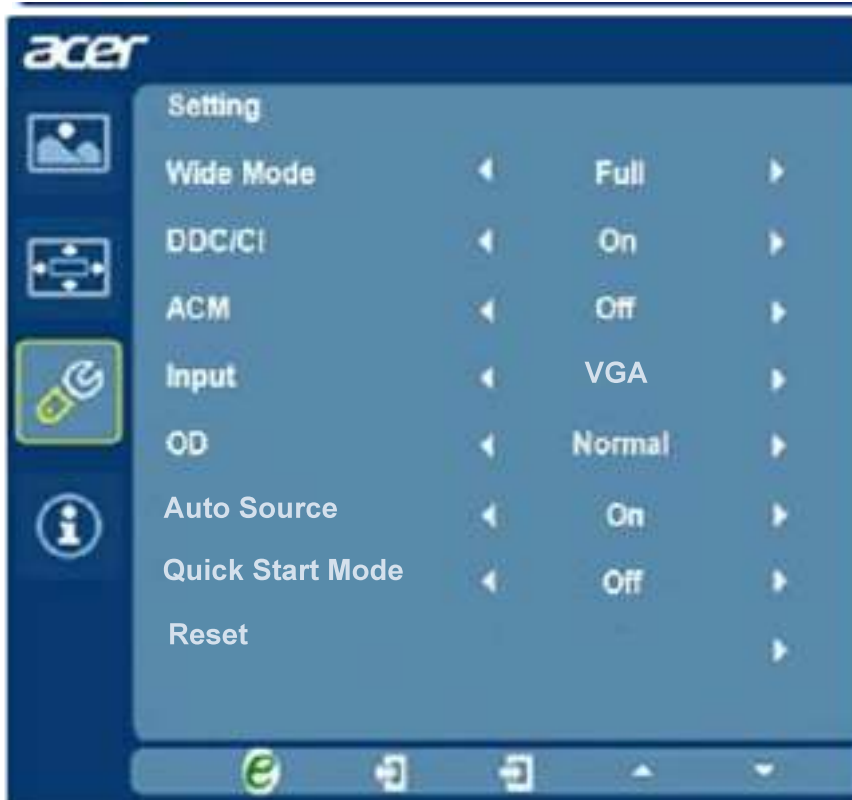 acer
Setting
Wide Mode Full
DDC/CI On
ACM Off
Input VGA
OD Normal
Auto Source On
Quick Start Mode Off
Reset
e